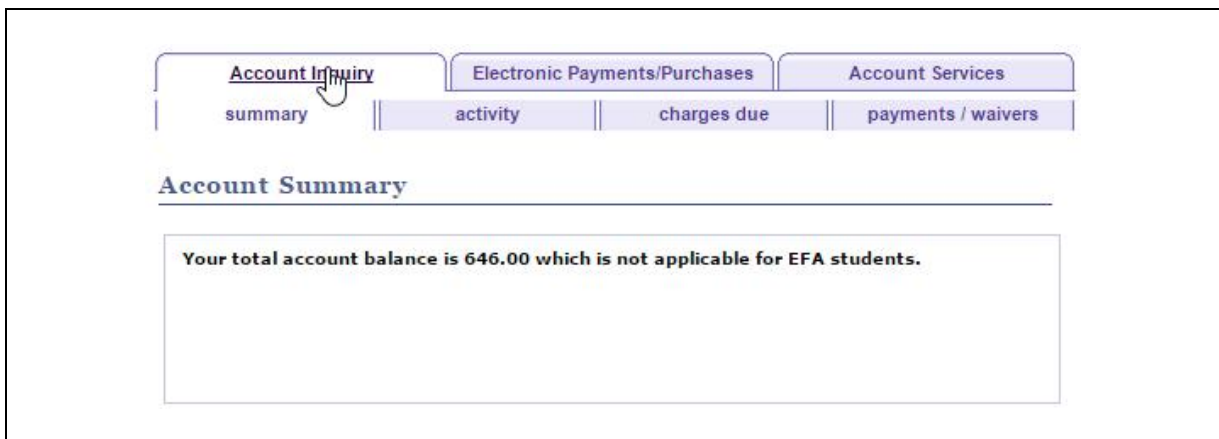 Account Inquiry Electronic Payments/Purchases Account Services
summary activity charges due payments / waivers
Account Summary
Your total account balance is 646.00 which is not applicable for EFA students.